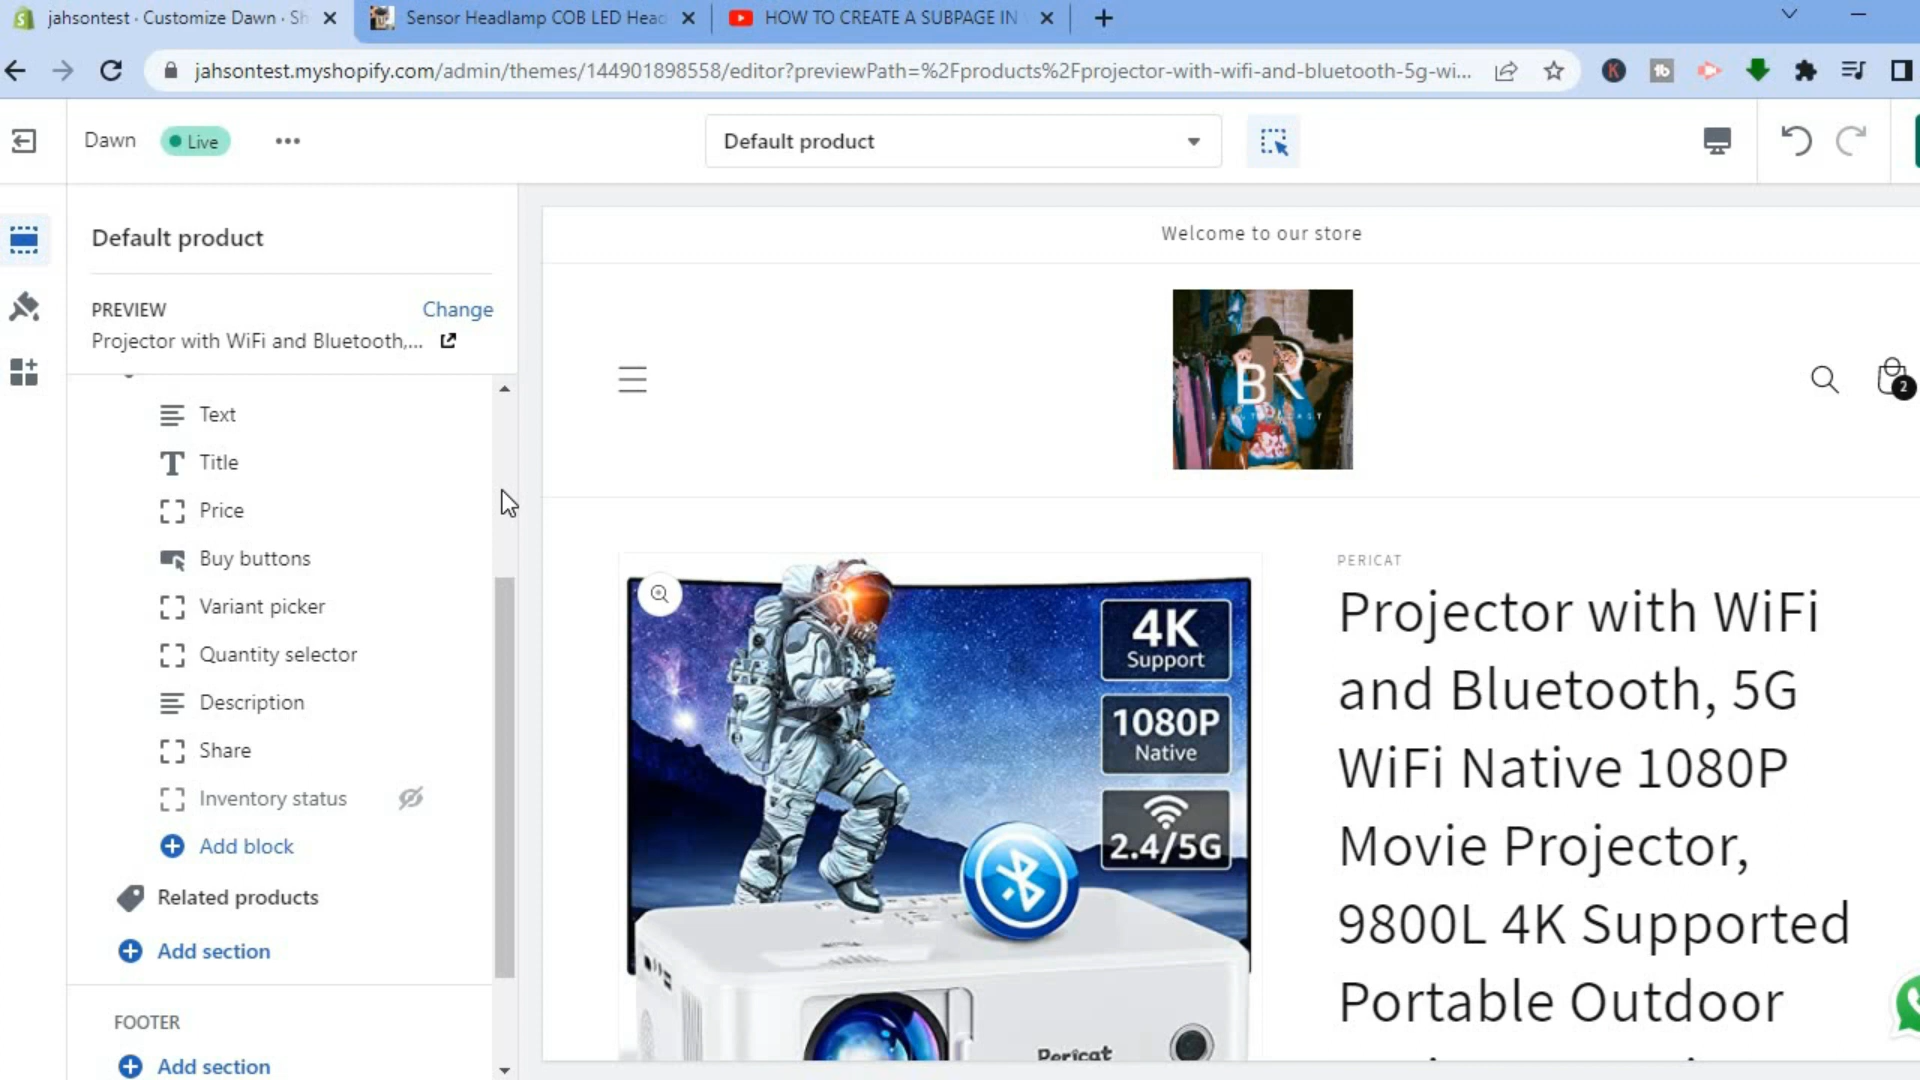 jahsontest · Customize Dawn · Sh
Sensor Headlamp COB LED Head
HOW TO CREATE A SUBPAGE IN
jahsontest.myshopify.com/admin/themes/144901898558/editor?previewPath=%2Fproducts%2Fprojector-with-wifi-and-bluetooth-5g-wi...
Dawn
Live
Default product
Default product
PREVIEW
Change
Projector with WiFi and Bluetooth,...
Text
Title
Price
Buy buttons
Variant picker
Quantity selector
Description
Share
Inventory status
Add block
Related products
Add section
FOOTER
Add section
Welcome to our store
BR
2
4K
Support
1080P
Native
2.4/5G
Pericat
PERICAT
Projector with WiFi
and Bluetooth, 5G
WiFi Native 1080P
Movie Projector,
9800L 4K Supported
Portable Outdoor